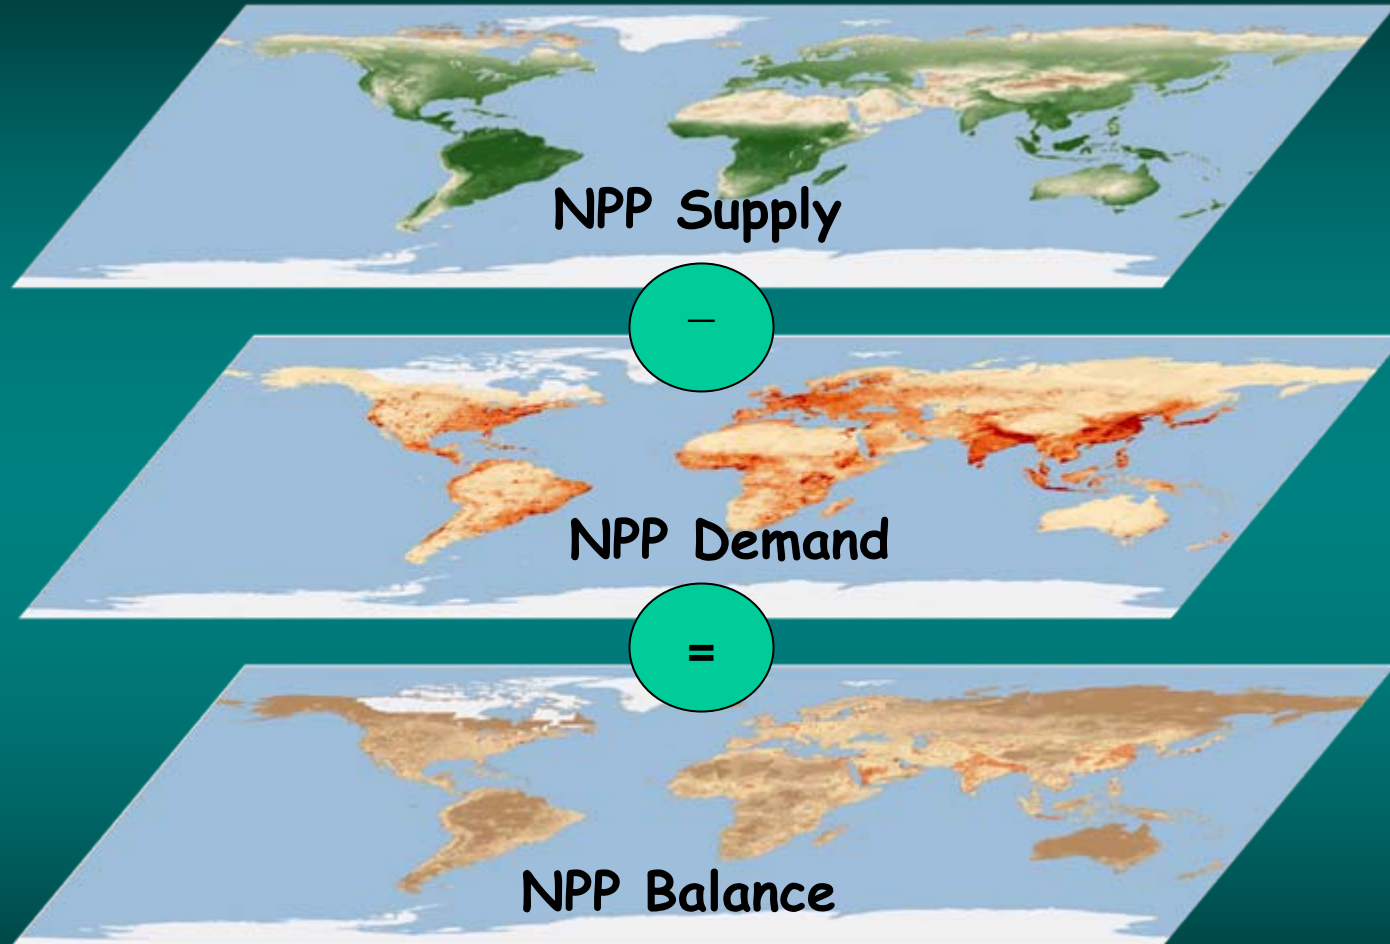 NPP Supply
–
NPP Demand
=
NPP Balance